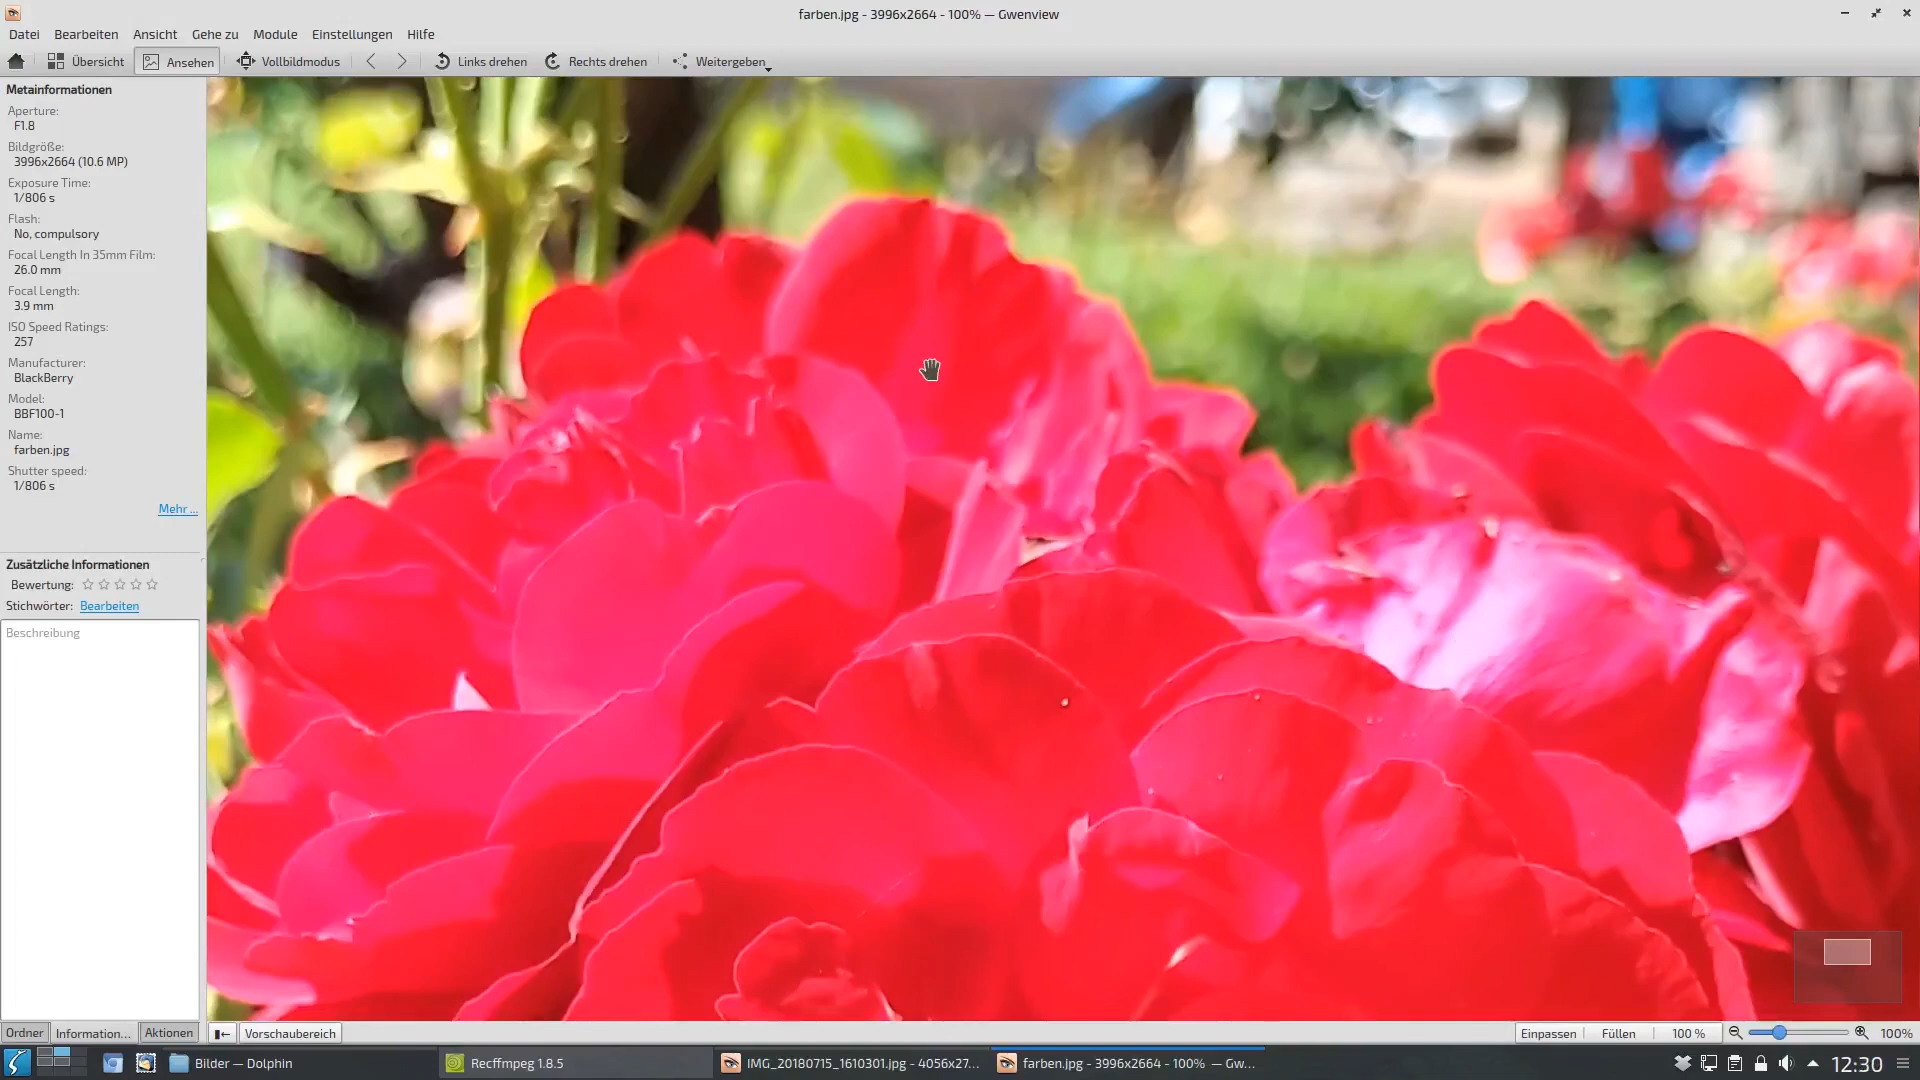 farben.jpg - 3996x2664 - 100% — Gwenview
Datei Bearbeiten Ansicht Gehe zu Module Einstellungen Hilfe
Übersicht Ansehen Vollbildmodus Links drehen Rechts drehen Weitergeben
Metainformationen
Aperture:
F1.8
Bildgröße:
3996x2664 (10.6 MP)
Exposure Time:
1/806 s
Flash:
No, compulsory
Focal Length In 35mm Film:
26.0 mm
Focal Length:
3.9 mm
ISO Speed Ratings:
257
Manufacturer:
BlackBerry
Model:
BBF100-1
Name:
farben.jpg
Shutter speed:
1/806 s
Mehr ...
Zusätzliche Informationen
Bewertung:
Stichwörter: Bearbeiten
Beschreibung
Ordner Information... Aktionen Vorschaubereich Einpassen Füllen 100 % 100%
Bilder — Dolphin Recffmpeg 1.8.5 IMG_20180715_1610301.jpg - 4056x27... farben.jpg - 3996x2664 - 100% — Gw... 12:30